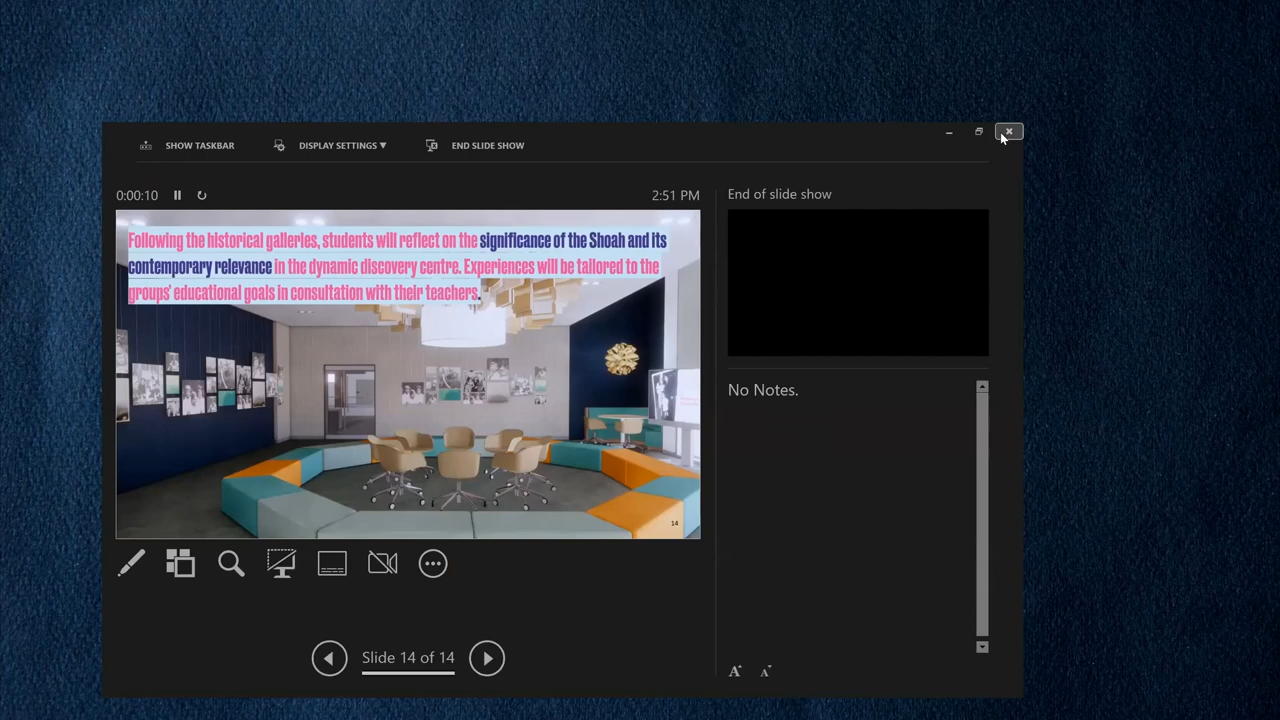 SHOW TASKBAR
DISPLAY SETTINGS ▼
END SLIDE SHOW
0:00:10
2:51 PM
Following the historical galleries, students will reflect on the significance of the Shoah and its
contemporary relevance in the dynamic discovery centre. Experiences will be tailored to the
groups' educational goals in consultation with their teachers.
14
Slide 14 of 14
End of slide show
No Notes.
A A